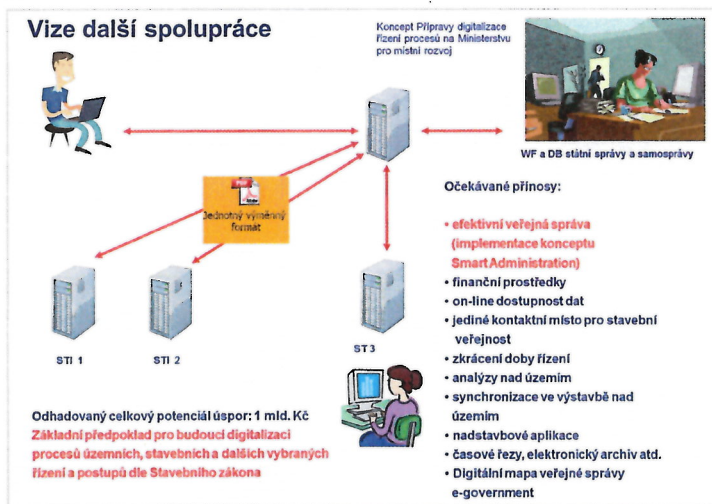 Vize další spolupráce
Koncept Přípravy digitalizace
řízení procesů na Ministerstvu
pro místní rozvoj
WF a DB státní správy a samosprávy
PDF
Jednotný výměnný
formát
STI 1
STI 2
ST 3
Očekávané přínosy:
• efektivní veřejná správa
(implementace konceptu
Smart Administration)
• finanční prostředky
• on-line dostupnost dat
• jediné kontaktní místo pro stavební
veřejnost
• zkrácení doby řízení
• analýzy nad územím
• synchronizace ve výstavbě nad
územím
• nadstavbové aplikace
• časové řezy, elektronický archiv atd.
• Digitální mapa veřejné správy
e-government
Odhadovaný celkový potenciál úspor: 1 mld. Kč
Základní předpoklad pro budoucí digitalizaci
procesů územních, stavebních a dalších vybraných
řízení a postupů dle Stavebního zákona